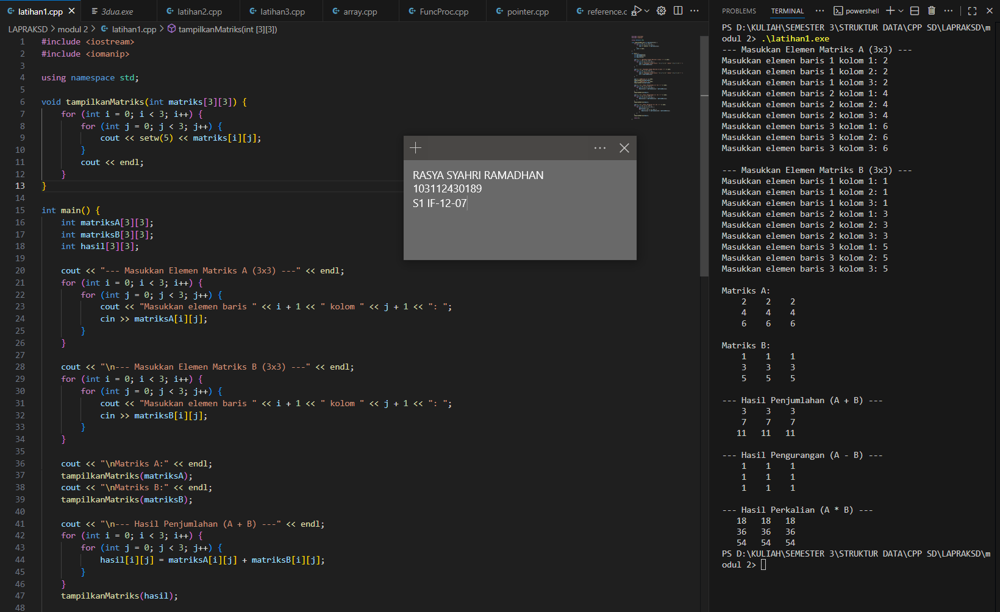 latihan1.cpp
3dua.exe
latihan2.cpp
latihan3.cpp
array.cpp
FuncProc.cpp
pointer.cpp
reference.c
LAPRAKSD > modul 2 > latihan1.cpp > tampilkanMatriks(int [3][3])
1 #include <iostream>
2 #include <iomanip>
3
4 using namespace std;
5
6 void tampilkanMatriks(int matriks[3][3]) {
7 for (int i = 0; i < 3; i++) {
8 for (int j = 0; j < 3; j++) {
9 cout << setw(5) << matriks[i][j];
10 }
11 cout << endl;
12 }
13 }
14
15 int main() {
16 int matriksA[3][3];
17 int matriksB[3][3];
18 int hasil[3][3];
19
20 cout << "--- Masukkan Elemen Matriks A (3x3) ---" << endl;
21 for (int i = 0; i < 3; i++) {
22 for (int j = 0; j < 3; j++) {
23 cout << "Masukkan elemen baris " << i + 1 << " kolom " << j + 1 << ": ";
24 cin >> matriksA[i][j];
25 }
26 }
27
28 cout << "\n--- Masukkan Elemen Matriks B (3x3) ---" << endl;
29 for (int i = 0; i < 3; i++) {
30 for (int j = 0; j < 3; j++) {
31 cout << "Masukkan elemen baris " << i + 1 << " kolom " << j + 1 << ": ";
32 cin >> matriksB[i][j];
33 }
34 }
35
36 cout << "\nMatriks A:" << endl;
37 tampilkanMatriks(matriksA);
38 cout << "\nMatriks B:" << endl;
39 tampilkanMatriks(matriksB);
40
41 cout << "\n--- Hasil Penjumlahan (A + B) ---" << endl;
42 for (int i = 0; i < 3; i++) {
43 for (int j = 0; j < 3; j++) {
44 hasil[i][j] = matriksA[i][j] + matriksB[i][j];
45 }
46 }
47 tampilkanMatriks(hasil);
48
RASYA SYAHRI RAMADHAN
103112430189
S1 IF-12-07
PROBLEMS TERMINAL ··· powershell
PS D:\KULIAH\SEMESTER 3\STRUKTUR DATA\CPP SD\LAPRAKSD\m
odul 2> .\latihan1.exe
--- Masukkan Elemen Matriks A (3x3) ---
Masukkan elemen baris 1 kolom 1: 2
Masukkan elemen baris 1 kolom 2: 2
Masukkan elemen baris 1 kolom 3: 2
Masukkan elemen baris 2 kolom 1: 4
Masukkan elemen baris 2 kolom 2: 4
Masukkan elemen baris 2 kolom 3: 4
Masukkan elemen baris 3 kolom 1: 6
Masukkan elemen baris 3 kolom 2: 6
Masukkan elemen baris 3 kolom 3: 6
--- Masukkan Elemen Matriks B (3x3) ---
Masukkan elemen baris 1 kolom 1: 1
Masukkan elemen baris 1 kolom 2: 1
Masukkan elemen baris 1 kolom 3: 1
Masukkan elemen baris 2 kolom 1: 3
Masukkan elemen baris 2 kolom 2: 3
Masukkan elemen baris 2 kolom 3: 3
Masukkan elemen baris 3 kolom 1: 5
Masukkan elemen baris 3 kolom 2: 5
Masukkan elemen baris 3 kolom 3: 5
Matriks A:
2 2 2
4 4 4
6 6 6
Matriks B:
1 1 1
3 3 3
5 5 5
--- Hasil Penjumlahan (A + B) ---
3 3 3
7 7 7
11 11 11
--- Hasil Pengurangan (A - B) ---
1 1 1
1 1 1
1 1 1
--- Hasil Perkalian (A * B) ---
18 18 18
36 36 36
54 54 54
PS D:\KULIAH\SEMESTER 3\STRUKTUR DATA\CPP SD\LAPRAKSD\m
odul 2>